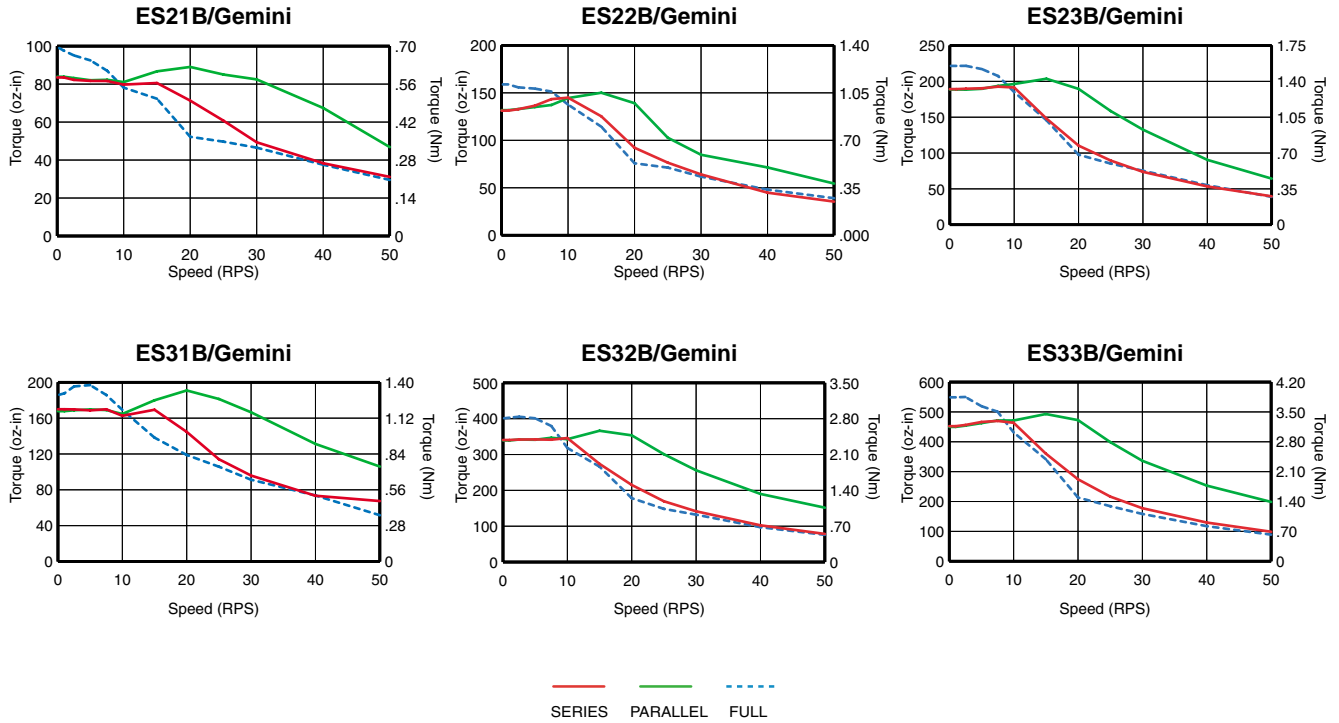 ES21B/Gemini
Torque (oz-in)
100
80
60
40
20
0
.70
.56
.42
.28
.14
0
Torque (Nm)
0 10 20 30 40 50
Speed (RPS)
ES22B/Gemini
Torque (oz-in)
200
150
100
50
0
1.40
1.05
0.70
0.35
.000
Torque (Nm)
0 10 20 30 40 50
Speed (RPS)
ES23B/Gemini
Torque (oz-in)
250
200
150
100
50
0
1.75
1.40
1.05
.70
.35
0
Torque (Nm)
0 10 20 30 40 50
Speed (RPS)
ES31B/Gemini
Torque (oz-in)
200
160
120
80
40
0
1.40
1.12
.84
.56
.28
0
Torque (Nm)
0 10 20 30 40 50
Speed (RPS)
ES32B/Gemini
Torque (oz-in)
500
400
300
200
100
0
3.50
2.80
2.10
1.40
.70
0
Torque (Nm)
0 10 20 30 40 50
Speed (RPS)
ES33B/Gemini
Torque (oz-in)
600
500
400
300
200
100
0
4.20
3.50
2.80
2.10
1.40
0.70
0
Torque (Nm)
0 10 20 30 40 50
Speed (RPS)
SERIES PARALLEL FULL